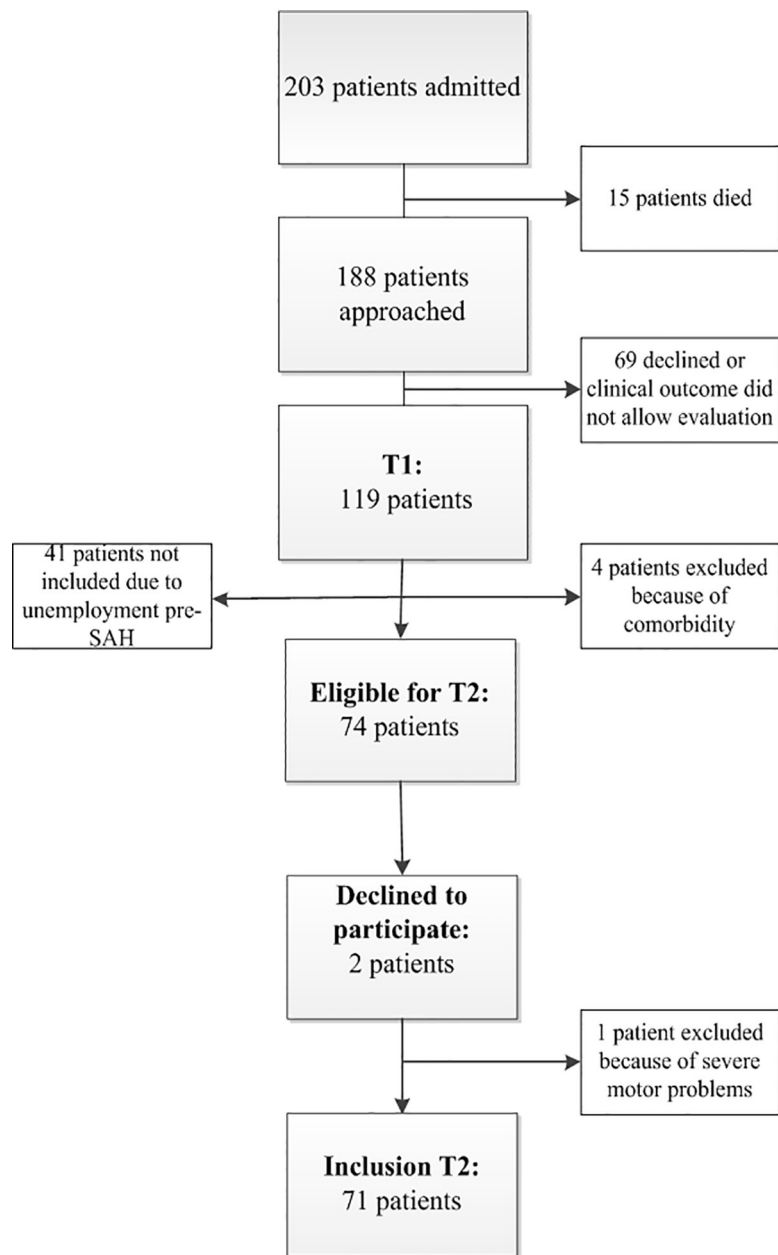 203 patients admitted
15 patients died
188 patients
approached
69 declined or
clinical outcome did
not allow evaluation
T1:
119 patients
41 patients not
included due to
unemployment pre-
SAH
4 patients excluded
because of
comorbidity
Eligible for T2:
74 patients
Declined to
participate:
2 patients
1 patient excluded
because of severe
motor problems
Inclusion T2:
71 patients